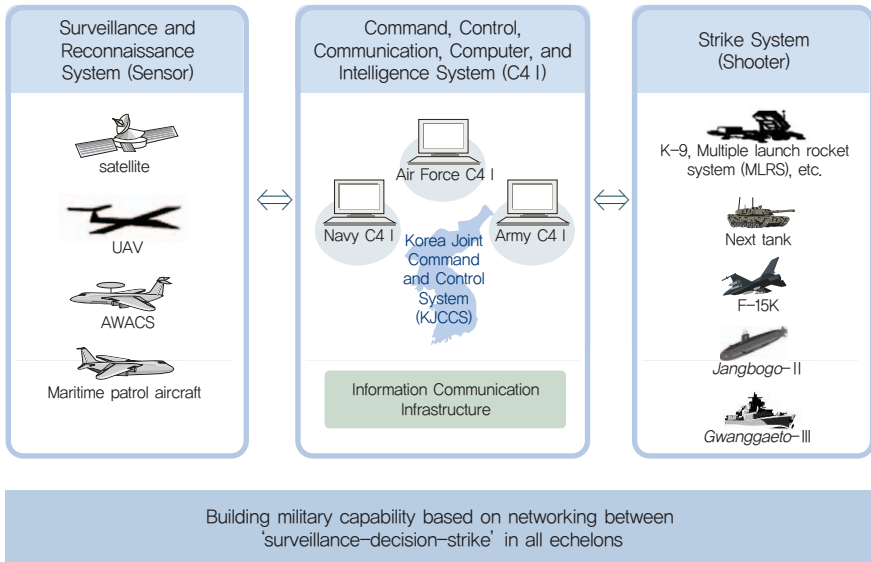 Surveillance and
Reconnaissance
System (Sensor)
satellite
UAV
AWACS
Maritime patrol aircraft
Command, Control,
Communication, Computer, and
Intelligence System (C4 I)
Air Force C4 I
Navy C4 I
Army C4 I
Korea Joint
Command
and Control
System
(KJCCS)
Information Communication
Infrastructure
Strike System
(Shooter)
K-9, Multiple launch rocket
system (MLRS), etc.
Next tank
F-15K
Jangbogo-II
Gwanggaeto-III
Building military capability based on networking between
‘surveillance-decision-strike’ in all echelons